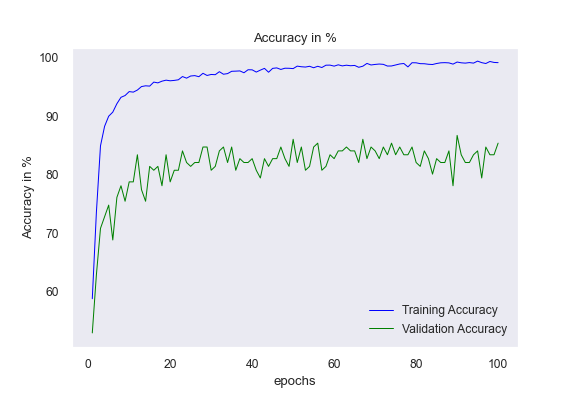 Accuracy in %
100
90
80
70
60
Accuracy in %
Training Accuracy
Validation Accuracy
0 20 40 60 80 100
epochs